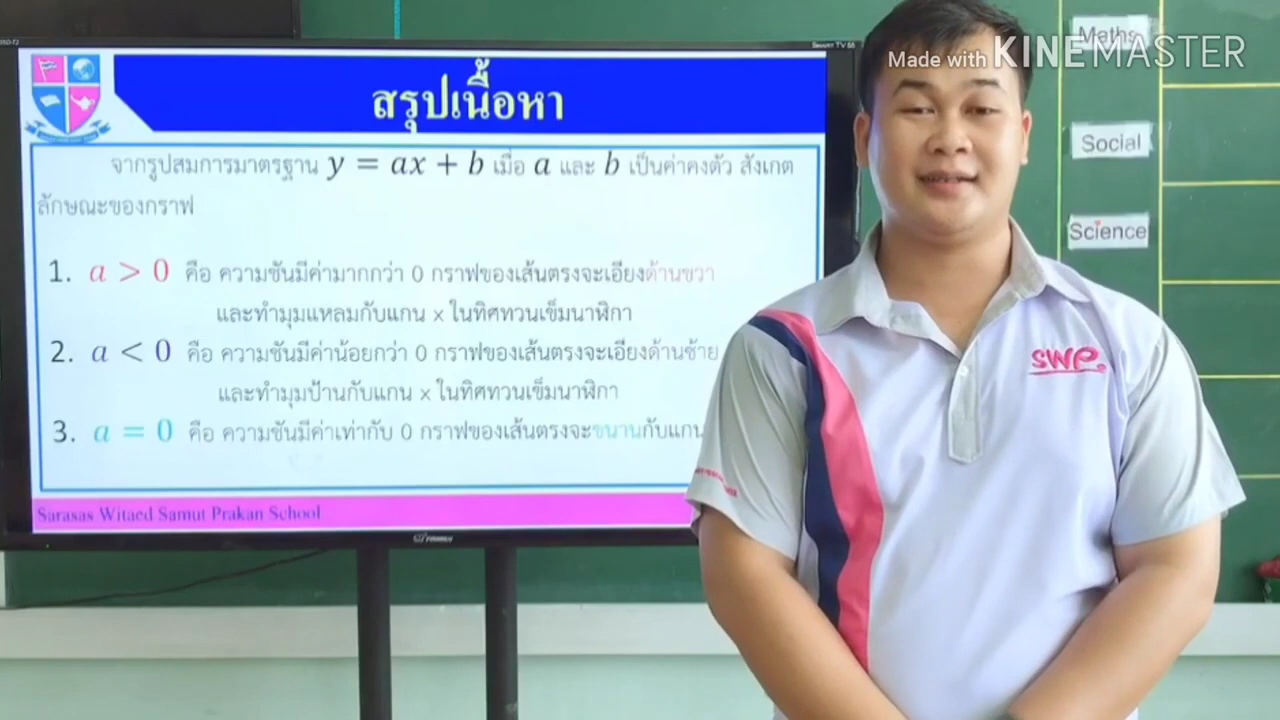 Made with KINEMASTER
SMART TV 55
Maths
Social
Science
สรุปเนื้อหา
จากรูปสมการมาตรฐาน y = ax + b เมื่อ a และ b เป็นค่าคงตัว สังเกต
ลักษณะของกราฟ
1. a > 0 คือ ความชันมีค่ามากกว่า 0 กราฟของเส้นตรงจะเอียงด้านขวา
และทำมุมแหลมกับแกน x ในทิศทวนเข็มนาฬิกา
2. a < 0 คือ ความชันมีค่าน้อยกว่า 0 กราฟของเส้นตรงจะเอียงด้านซ้าย
และทำมุมป้านกับแกน x ในทิศทวนเข็มนาฬิกา
3. a = 0 คือ ความชันมีค่าเท่ากับ 0 กราฟของเส้นตรงจะขนานกับแกน
Sarasas Witaed Samut Prakan School
SWP